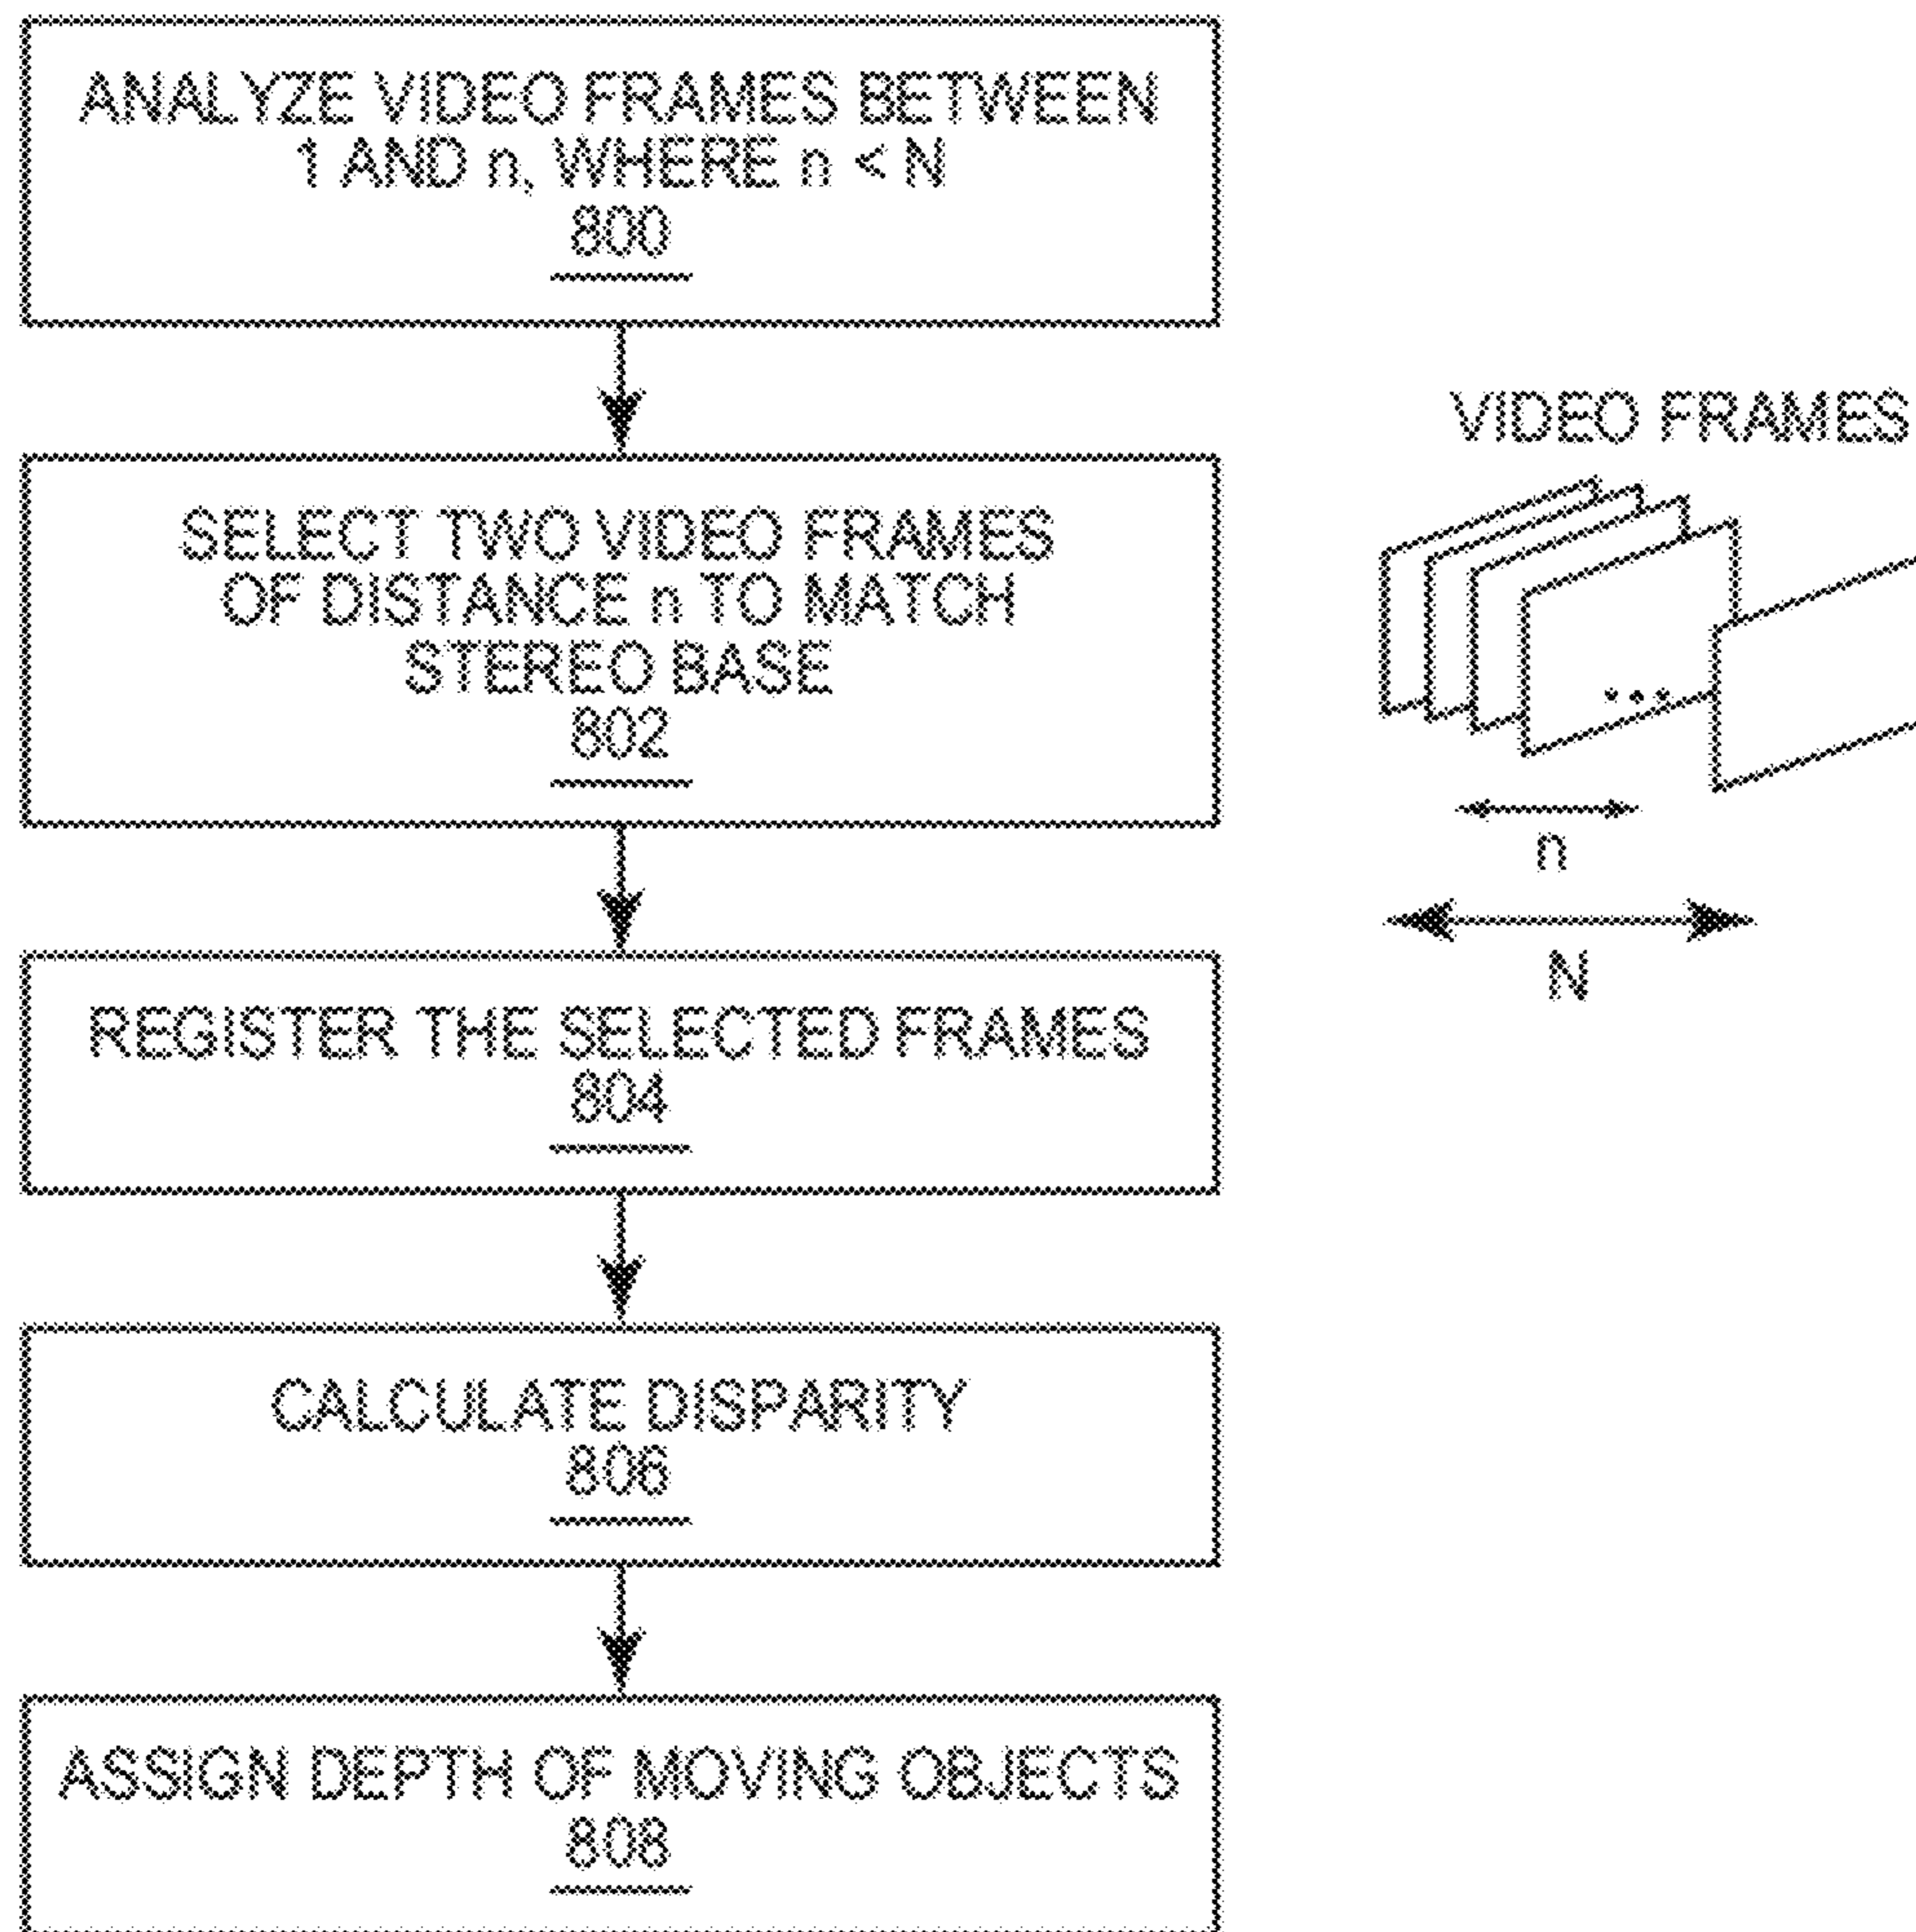 ANALYZE VIDEO FRAMES BETWEEN
1 AND n, WHERE n < N
800
SELECT TWO VIDEO FRAMES
OF DISTANCE n TO MATCH
STEREO BASE
802
REGISTER THE SELECTED FRAMES
804
CALCULATE DISPARITY
806
ASSIGN DEPTH OF MOVING OBJECTS
808
VIDEO FRAMES
...
n
N